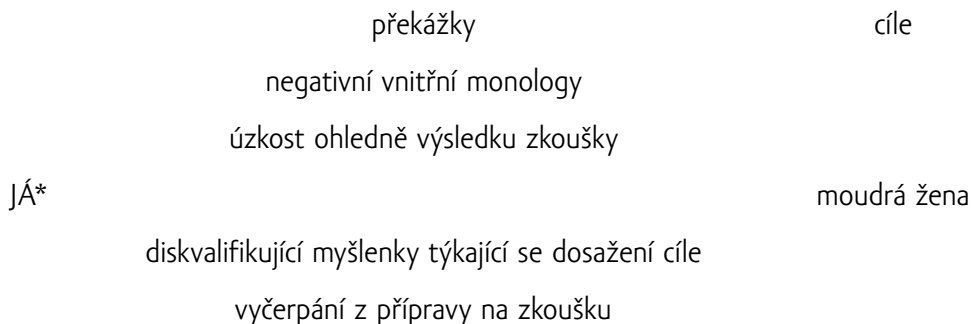 překážky cíle
negativní vnitřní monology
úzkost ohledně výsledku zkoušky
JÁ* moudrá žena
diskvalifikující myšlenky týkající se dosažení cíle
vyčerpání z přípravy na zkoušku